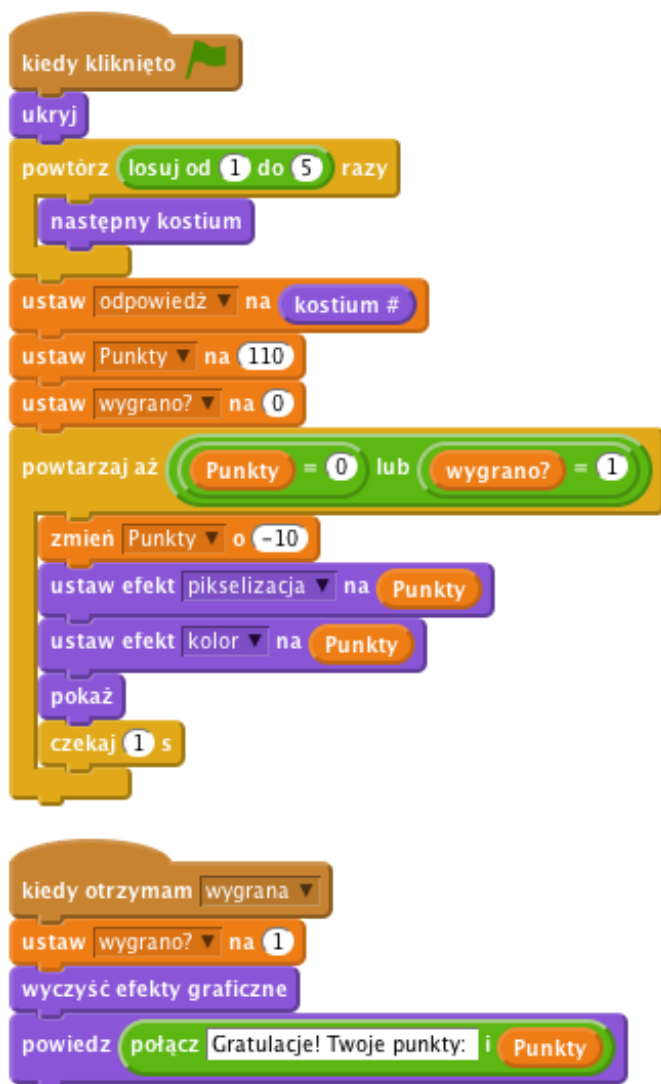 kiedy kliknięto
ukryj
powtórz losuj od 1 do 5 razy
następny kostium
ustaw odpowiedź na kostium #
ustaw Punkty na 110
ustaw wygrano? na 0
powtarzaj aż Punkty = 0 lub wygrano? = 1
zmień Punkty o -10
ustaw efekt pikselizacja na Punkty
ustaw efekt kolor na Punkty
pokaż
czekaj 1 s
kiedy otrzymam wygrana
ustaw wygrano? na 1
wyczyść efekty graficzne
powiedz połącz Gratulacje! Twoje punkty: i Punkty